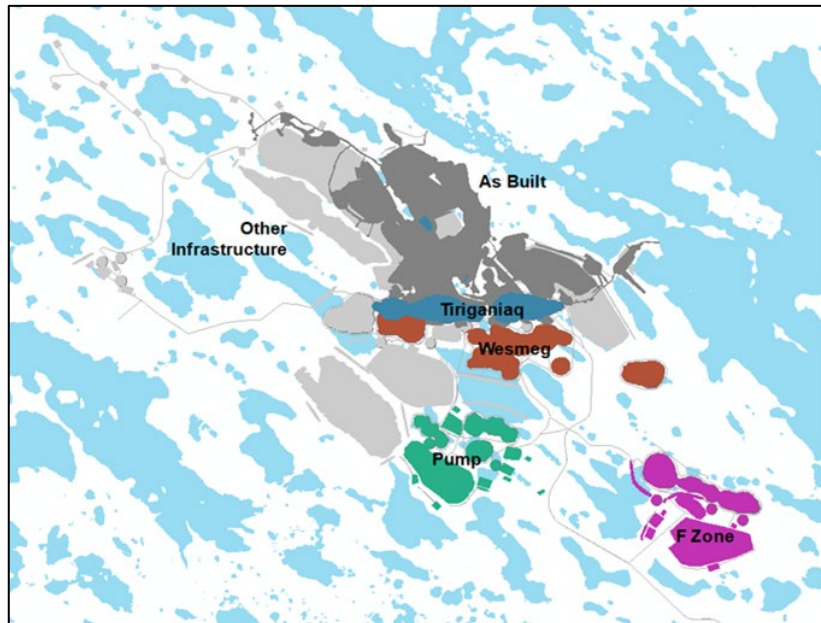 As Built
Other
Infrastructure
Tiriganiaq
Wesmeg
Pump
F Zone